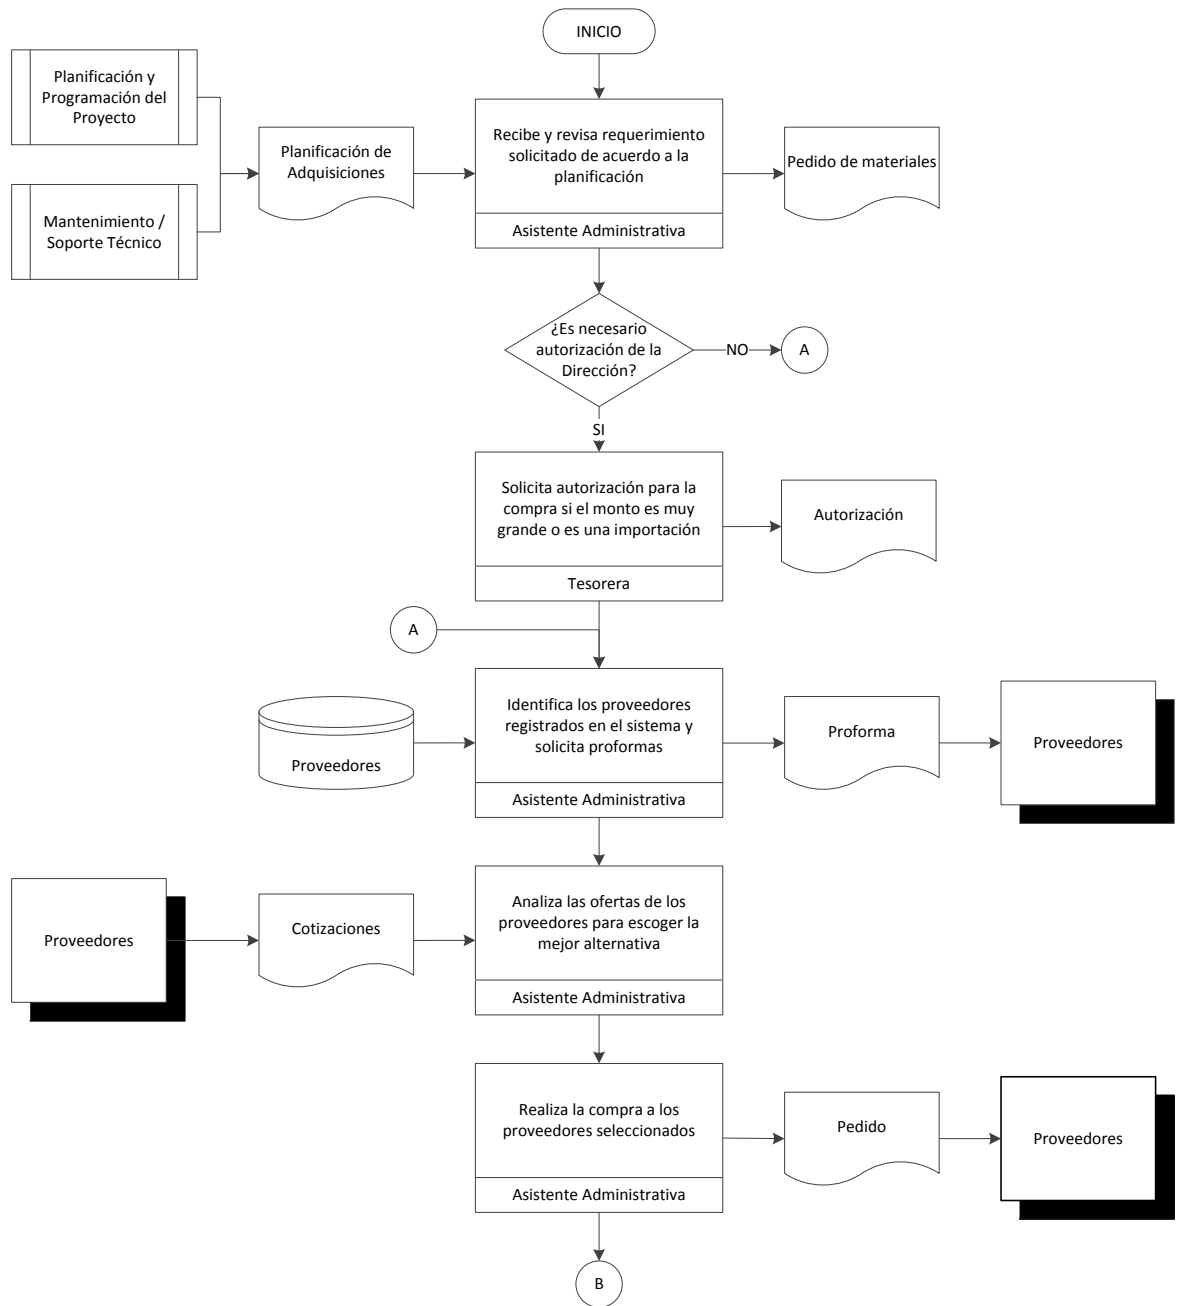 INICIO
Planificación y
Programación del
Proyecto
Planificación de
Adquisiciones
Recibe y revisa requerimiento
solicitado de acuerdo a la
planificación
Asistente Administrativa
Pedido de materiales
Mantenimiento /
Soporte Técnico
¿Es necesario
autorización de la
Dirección?
NO
A
SI
Solicita autorización para la
compra si el monto es muy
grande o es una importación
Tesorera
Autorización
A
Proveedores
Identifica los proveedores
registrados en el sistema y
solicita proformas
Asistente Administrativa
Proforma
Proveedores
Proveedores
Cotizaciones
Analiza las ofertas de los
proveedores para escoger la
mejor alternativa
Asistente Administrativa
Realiza la compra a los
proveedores seleccionados
Asistente Administrativa
Pedido
Proveedores
B